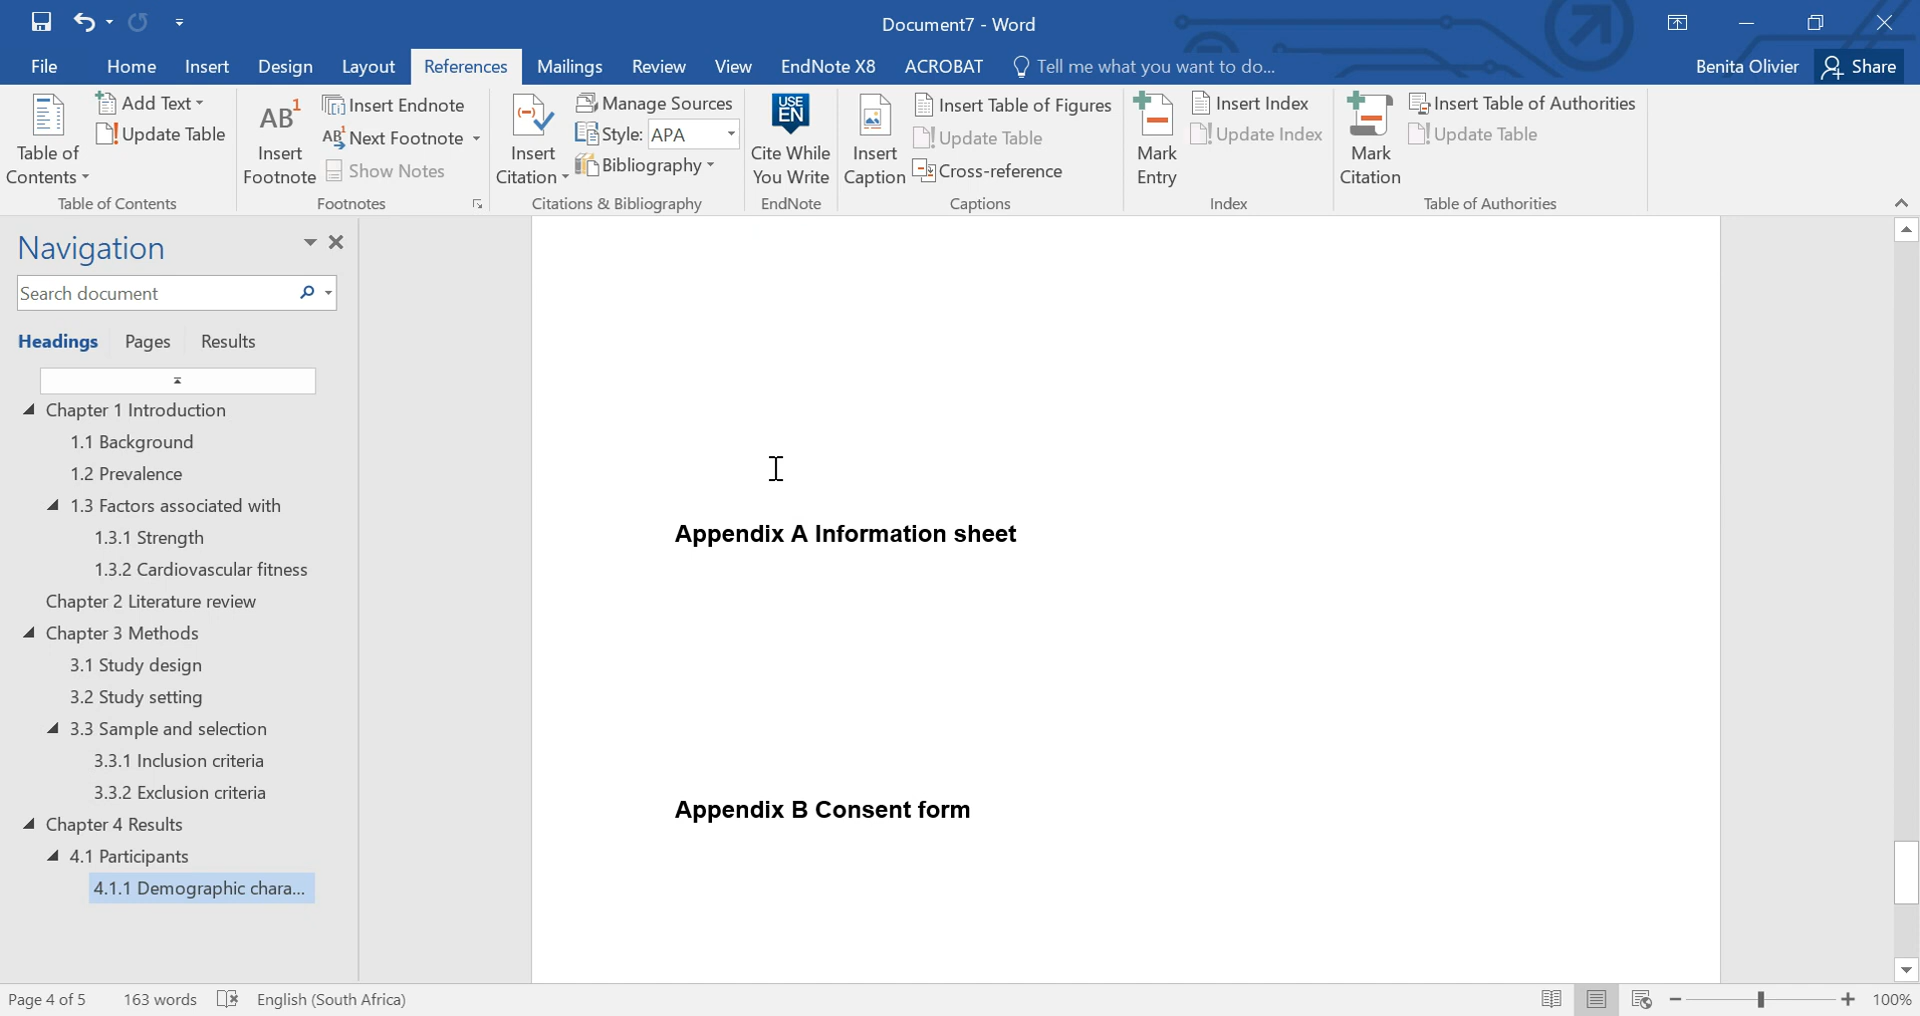 Document7 - Word
File Home Insert Design Layout References Mailings Review View EndNote X8 ACROBAT Tell me what you want to do... Benita Olivier Share
Table of Contents
Add Text
Update Table
Table of Contents
AB1
Insert Footnote
Insert Endnote
AB1 Next Footnote
Show Notes
Footnotes
Insert Citation
Manage Sources
Style: APA
Bibliography
Citations & Bibliography
USE EN
Cite While You Write
EndNote
Insert Caption
Insert Table of Figures
Update Table
Cross-reference
Captions
Mark Entry
Insert Index
Update Index
Index
Mark Citation
Insert Table of Authorities
Update Table
Table of Authorities
Navigation
Search document
Headings Pages Results
Chapter 1 Introduction
1.1 Background
1.2 Prevalence
1.3 Factors associated with
1.3.1 Strength
1.3.2 Cardiovascular fitness
Chapter 2 Literature review
Chapter 3 Methods
3.1 Study design
3.2 Study setting
3.3 Sample and selection
3.3.1 Inclusion criteria
3.3.2 Exclusion criteria
Chapter 4 Results
4.1 Participants
4.1.1 Demographic chara...
Appendix A Information sheet
Appendix B Consent form
Page 4 of 5 163 words English (South Africa) 100%